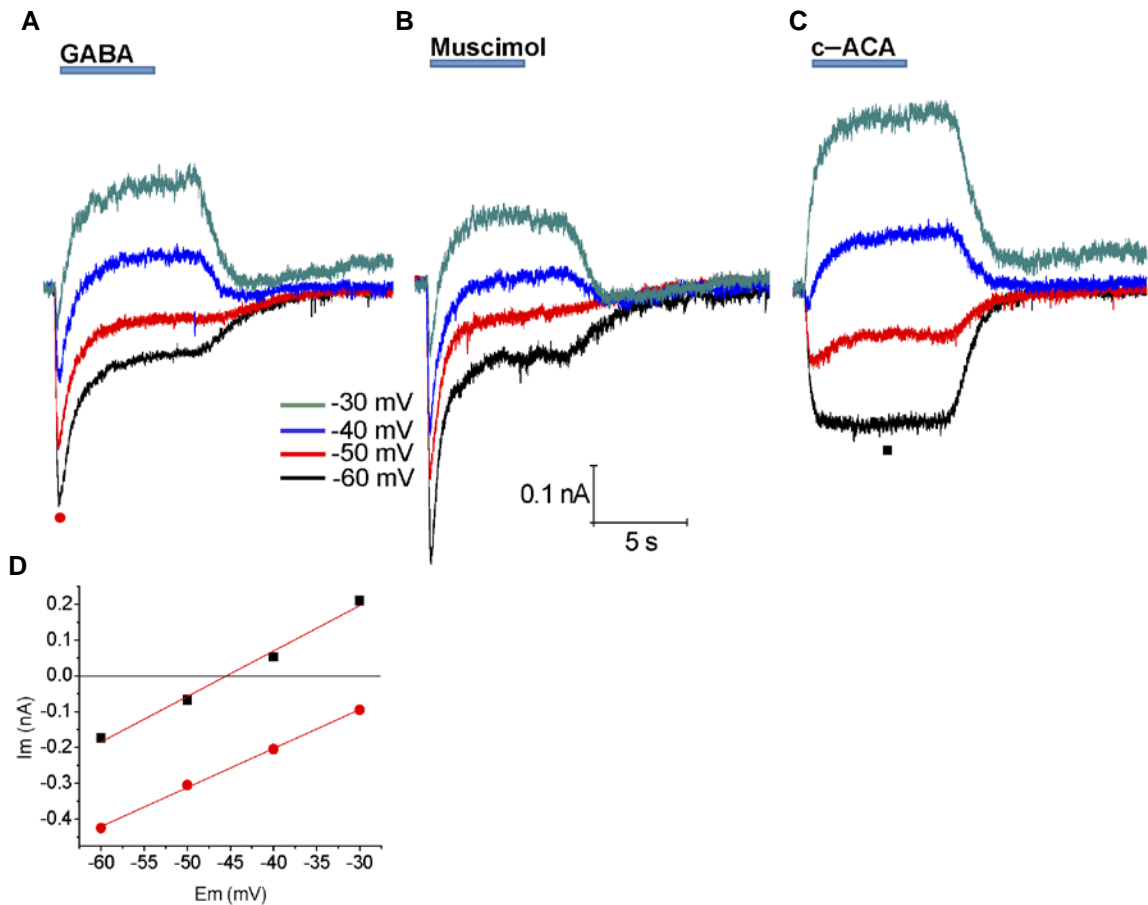 A
B
C
GABA
Muscimol
c–ACA
-30 mV
-40 mV
-50 mV
-60 mV
0.1 nA
5 s
D
0.2
0.1
0.0
-0.1
-0.2
-0.3
-0.4
Im (nA)
-60 -55 -50 -45 -40 -35 -30
Em (mV)